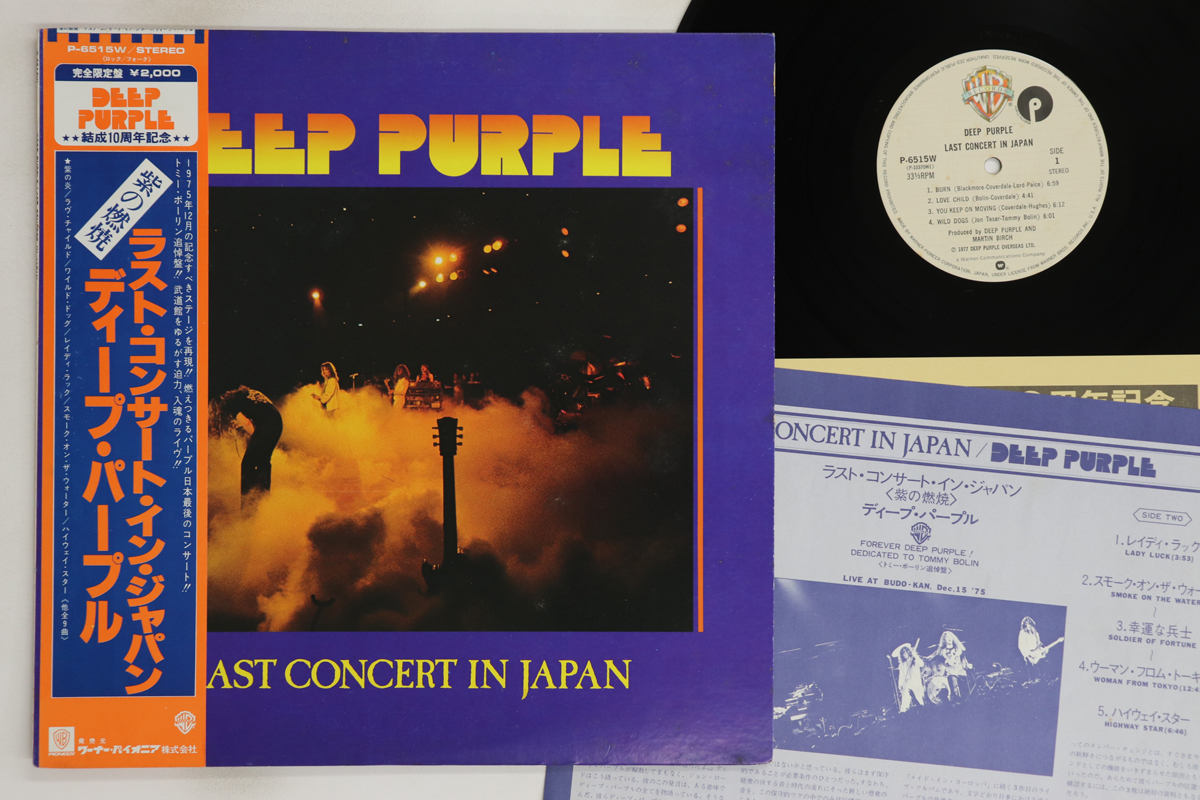 P-6515W/STEREO
(ロック/フォーク)
完全限定盤 ¥2,000
DEEP
PURPLE
★★結成10周年記念★★
紫の燃焼
ラスト・コンサート・イン・ジャパン
ディープ・パープル
1975年12月の記念すべきステージを再現!! 燃えつきるパープル日本最後のコンサート!!
トミー・ボーリン追悼盤!! 武道館をゆるがす迫力、入魂のライヴ!!
★紫の炎/ラヴ・チャイルド/ワイルド・ドッグ/レイディ・ラック/スモーク・オン・ザ・ウォーター/ハイウェイ・スター《他全9曲》
PIONEER
発売元
ワーナー・パイオニア株式会社
EEP PURPLE
AST CONCERT IN JAPAN
WB
RECORDS
P
DEEP PURPLE
LAST CONCERT IN JAPAN
P-6515W
(P-10370W1)
33⅓RPM
SIDE
1
STEREO
1. BURN (Blackmore-Coverdale-Lord-Paice) 6:59
2. LOVE CHILD (Bolin-Coverdale) 4:41
3. YOU KEEP ON MOVING (Coverdale-Hughes) 6:12
4. WILD DOGS (Jon Tesar-Tommy Bolin) 6:01
Produced by DEEP PURPLE AND
MARTIN BIRCH
℗ 1977 DEEP PURPLE OVERSEAS LTD.
a Warner Communications Company
周年記念
ONCERT IN JAPAN/DEEP PURPLE
ラスト・コンサート・イン・ジャパン
〈紫の燃焼〉
ディープ・パープル
FOREVER DEEP PURPLE!
DEDICATED TO TOMMY BOLIN
〈トミー・ボーリン追悼盤〉
LIVE AT BUDO-KAN, Dec.15 '75
SIDE TWO
1.レイディ・ラック
LADY LUCK(3:53)
2.スモーク・オン・ザ・ウォー
SMOKE ON THE WATE
3.幸運な兵士
SOLDIER OF FORTUNE
4.ウーマン・フロム・トーキ
WOMAN FROM TOKYO(12:4
5.ハイウェイ・スター
HIGHWAY STAR(6:46)